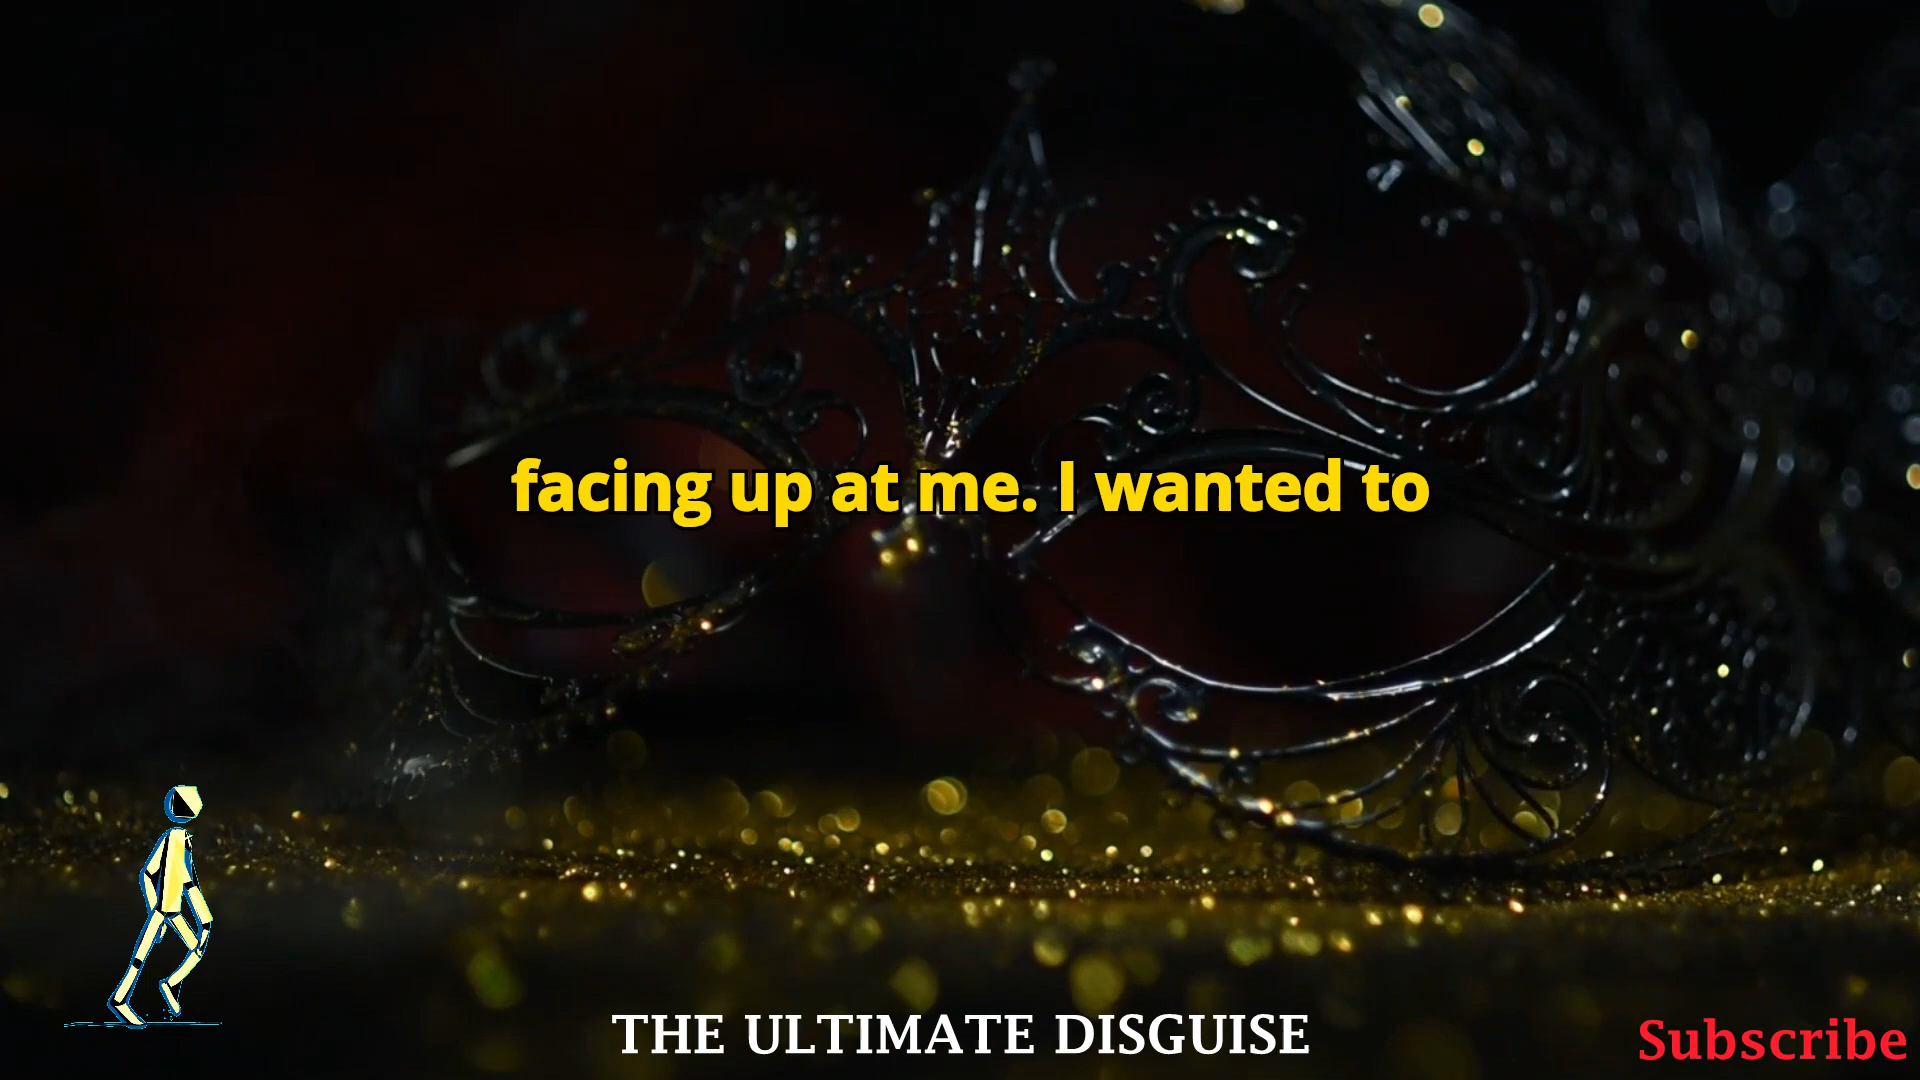 facing up at me. I wanted to
THE ULTIMATE DISGUISE
Subscribe